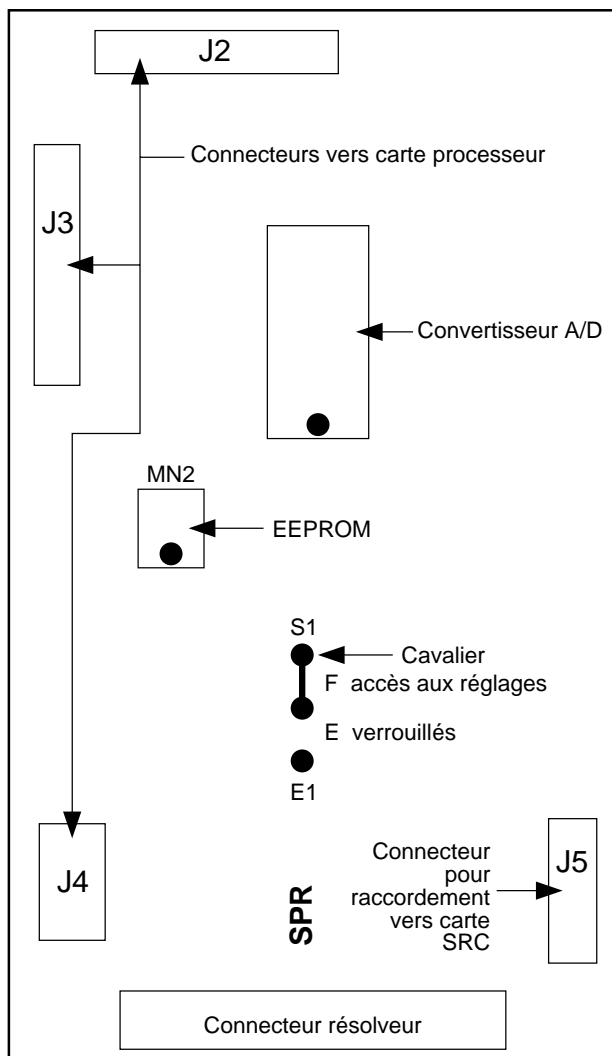 J2
Connecteurs vers carte processeur
J3
Convertisseur A/D
MN2
EEPROM
S1
Cavalier
F accès aux réglages
E verrouillés
E1
J4
SPR
Connecteur
pour
raccordement
vers carte
SRC
J5
Connecteur résolveur